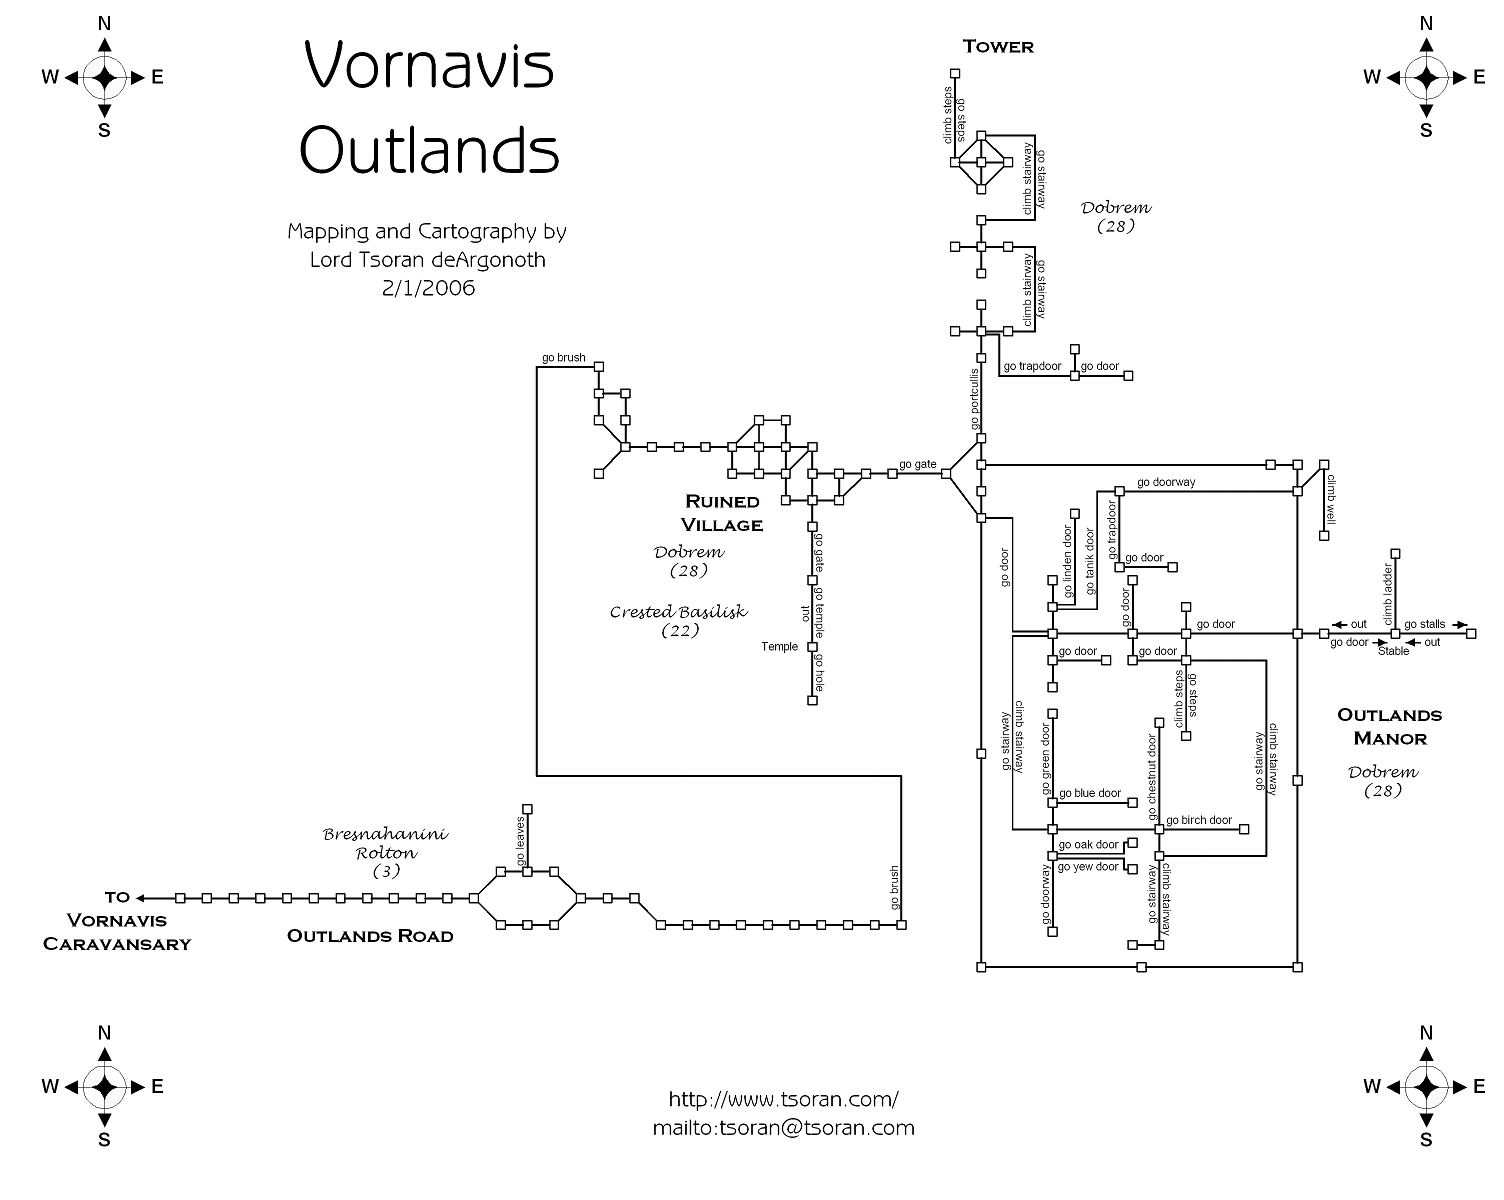 N
W E
S
N
W E
S
Vornavis
Outlands
Mapping and Cartography by
Lord Tsoran deArgonoth
2/1/2006
Tower
climb steps
go steps
climb stairway
go stairway
Dobrem
(28)
climb stairway
go stairway
go trapdoor
go door
go portcullis
go brush
go gate
Ruined
Village
Dobrem
(28)
Crested Basilisk
(22)
go gate
go temple
out
Temple
go hole
go doorway
climb well
go door
go linden door
go tanik door
go trapdoor
go door
go door
go door
go door
go door
climb ladder
out
go stalls
go door
Stable
out
climb steps
go steps
go stairway
climb stairway
go green door
go blue door
go chestnut door
go birch door
go stairway
climb stairway
go oak door
go yew door
go doorway
go stairway
climb stairway
Outlands
Manor
Dobrem
(28)
Bresnahanini
Rolton
(3)
go leaves
go brush
To
Vornavis
Caravansary
Outlands Road
N
W E
S
N
W E
S
http://www.tsoran.com/
mailto:tsoran@tsoran.com